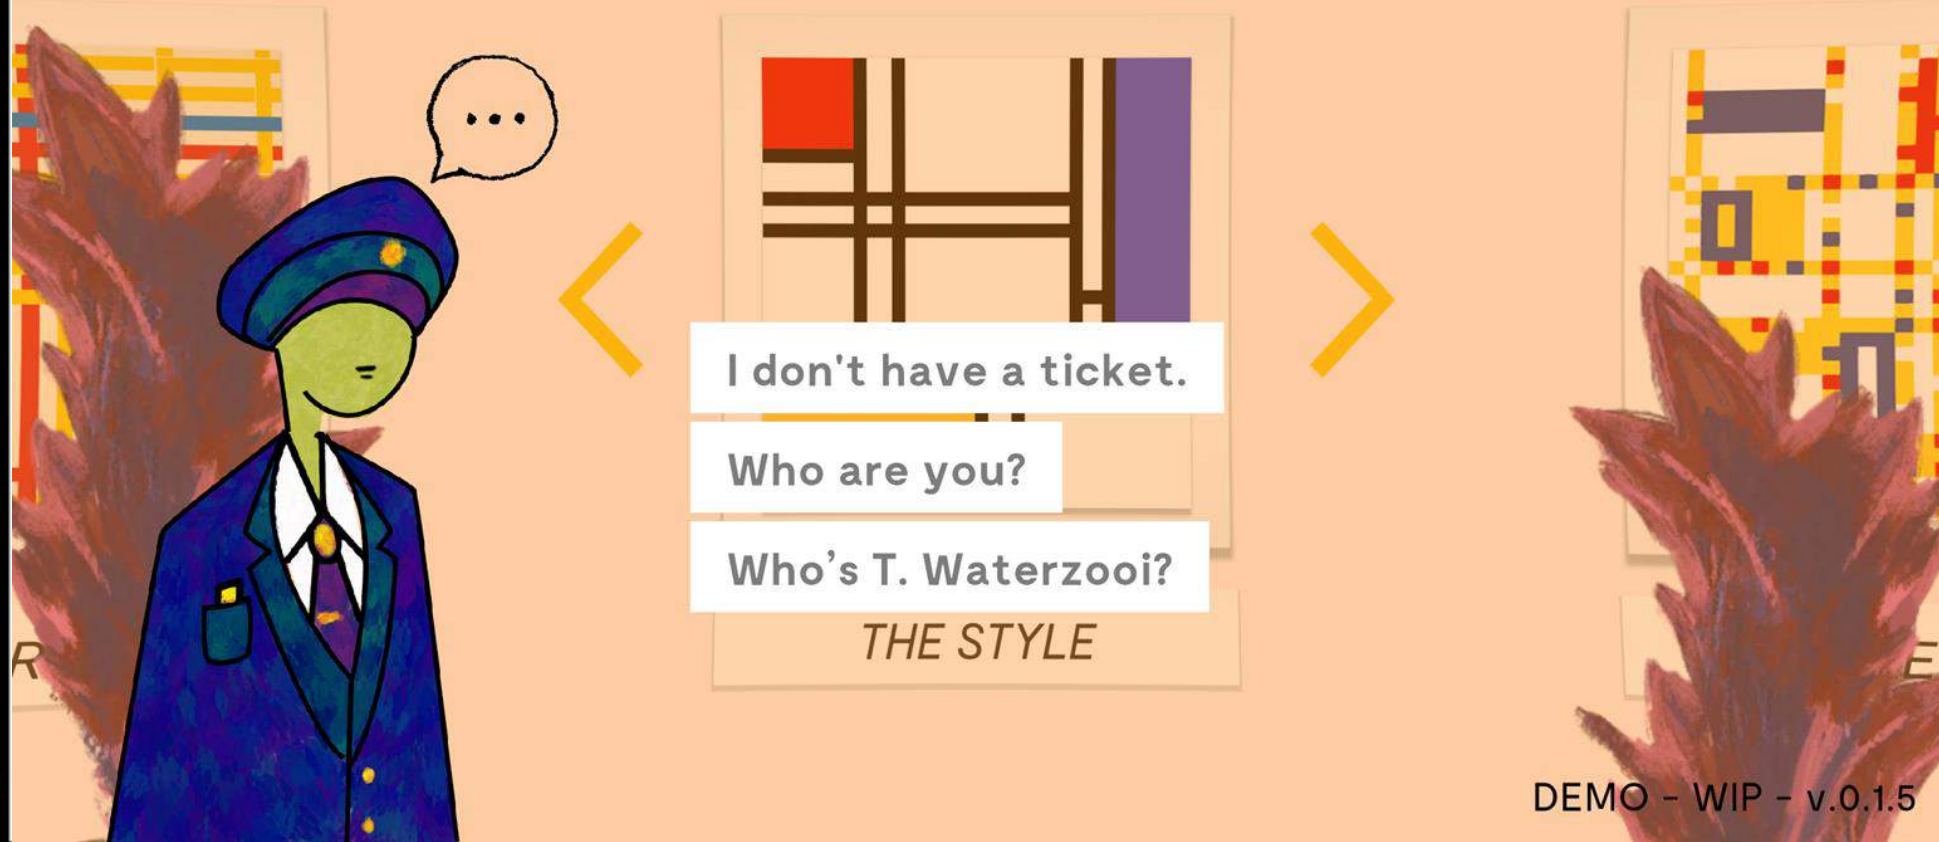 ...
I don't have a ticket.
Who are you?
Who’s T. Waterzooi?
THE STYLE
R
E
DEMO - WIP - v.0.1.5